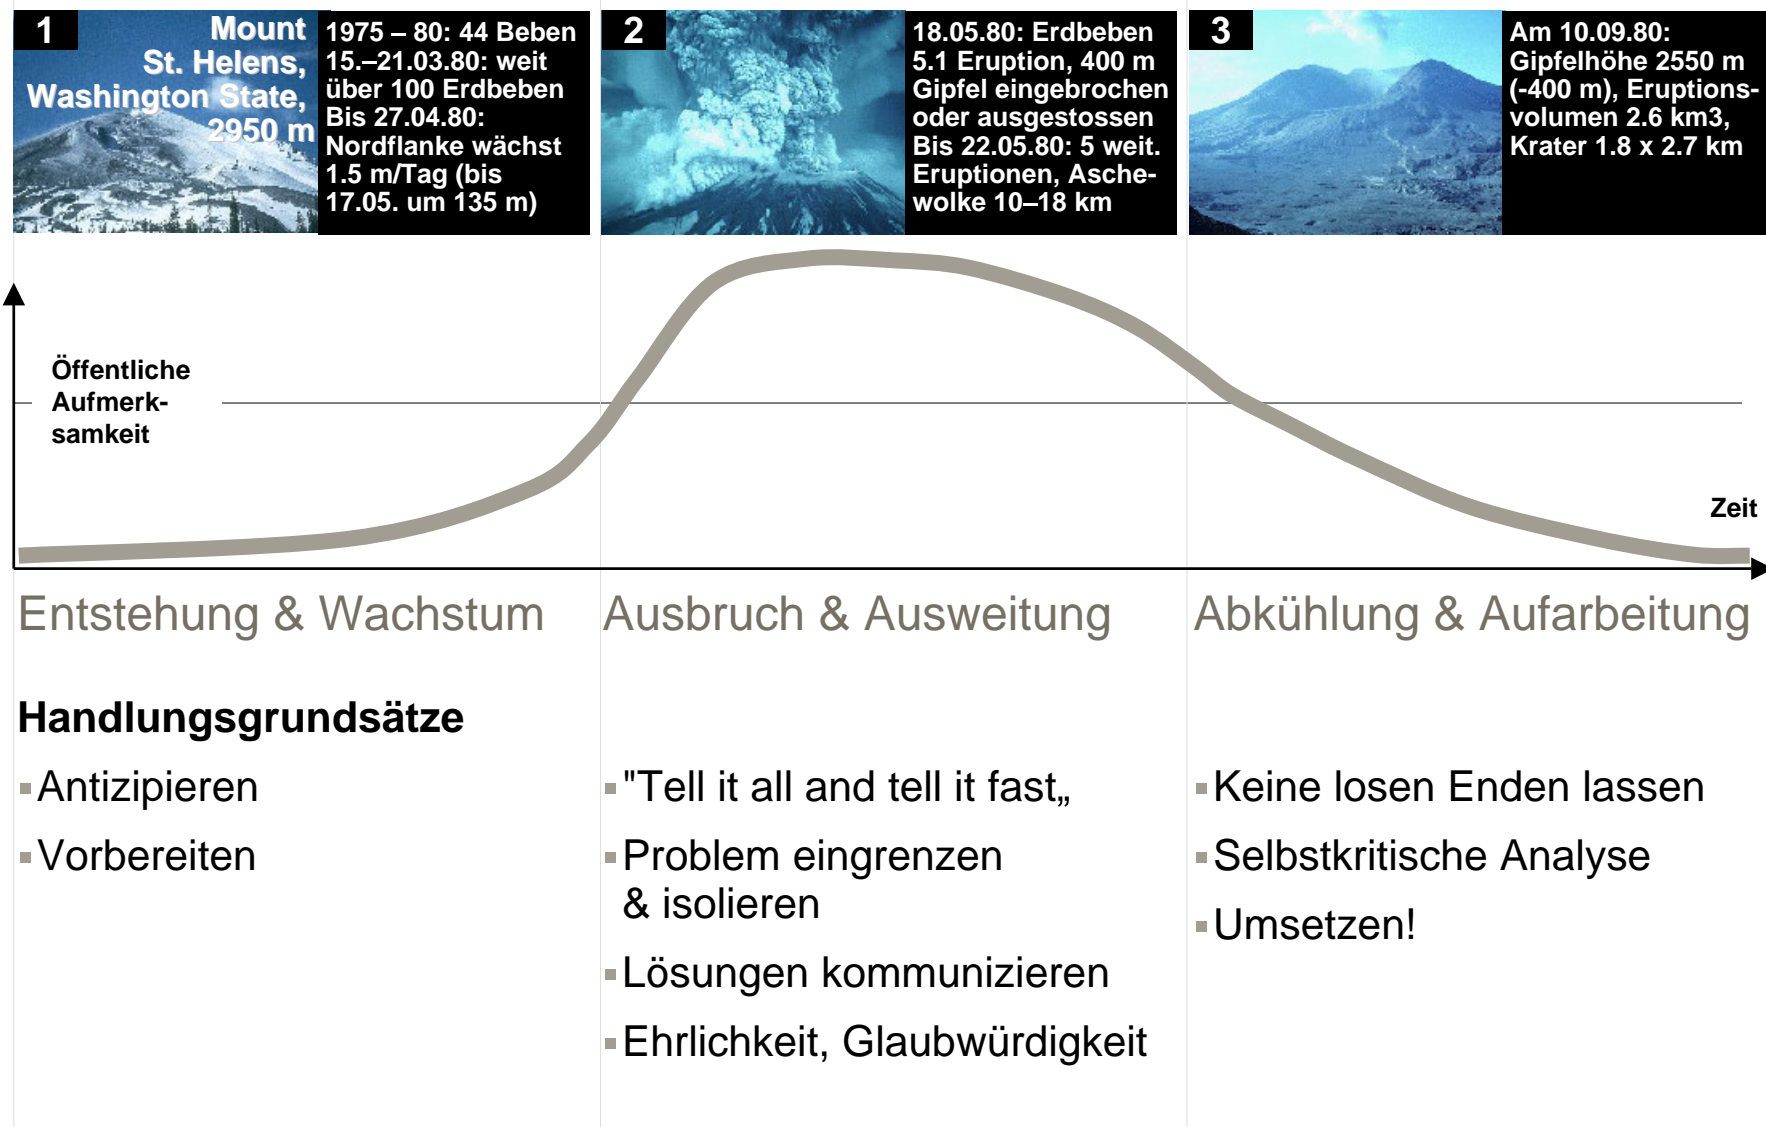 1
Mount
St. Helens,
Washington State,
2950 m
1975 – 80: 44 Beben
15.–21.03.80: weit
über 100 Erdbeben
Bis 27.04.80:
Nordflanke wächst
1.5 m/Tag (bis
17.05. um 135 m)
2
18.05.80: Erdbeben
5.1 Eruption, 400 m
Gipfel eingebrochen
oder ausgestossen
Bis 22.05.80: 5 weit.
Eruptionen, Asche-
wolke 10–18 km
3
Am 10.09.80:
Gipfelhöhe 2550 m
(-400 m), Eruptions-
volumen 2.6 km3,
Krater 1.8 x 2.7 km
Öffentliche
Aufmerk-
samkeit
Zeit
Entstehung & Wachstum
Ausbruch & Ausweitung
Abkühlung & Aufarbeitung
Handlungsgrundsätze
Antizipieren
Vorbereiten
"Tell it all and tell it fast„
Problem eingrenzen
& isolieren
Lösungen kommunizieren
Ehrlichkeit, Glaubwürdigkeit
Keine losen Enden lassen
Selbstkritische Analyse
Umsetzen!